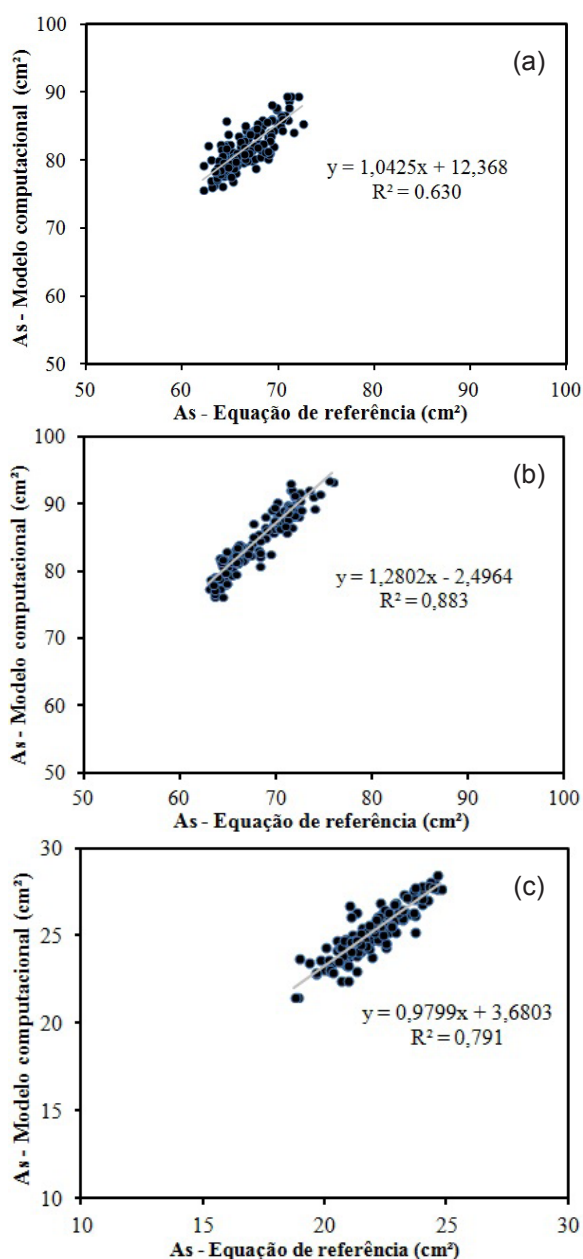 100
90
80
70
60
50
As - Modelo computacional (cm²)
(a)
y = 1,0425x + 12,368
R² = 0.630
50 60 70 80 90 100
As - Equação de referência (cm²)
100
90
80
70
60
50
As - Modelo computacional (cm²)
(b)
y = 1,2802x - 2,4964
R² = 0,883
50 60 70 80 90 100
As - Equação de referência (cm²)
30
25
20
15
10
As - Modelo computacional (cm²)
(c)
y = 0,9799x + 3,6803
R² = 0,791
10 15 20 25 30
As - Equação de referência (cm²)